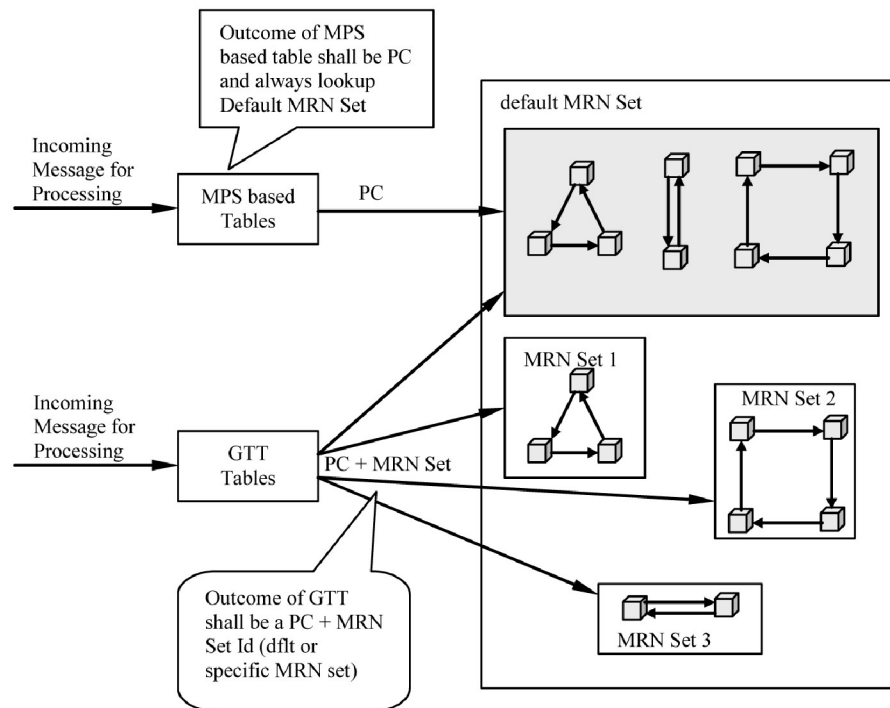 Outcome of MPS
based table shall be PC
and always lookup
Default MRN Set
default MRN Set
Incoming
Message for
Processing
MPS based
Tables
PC
MRN Set 1
MRN Set 2
Incoming
Message for
Processing
GTT
Tables
PC + MRN Set
Outcome of GTT
shall be a PC + MRN
Set Id (dflt or
specific MRN set)
MRN Set 3